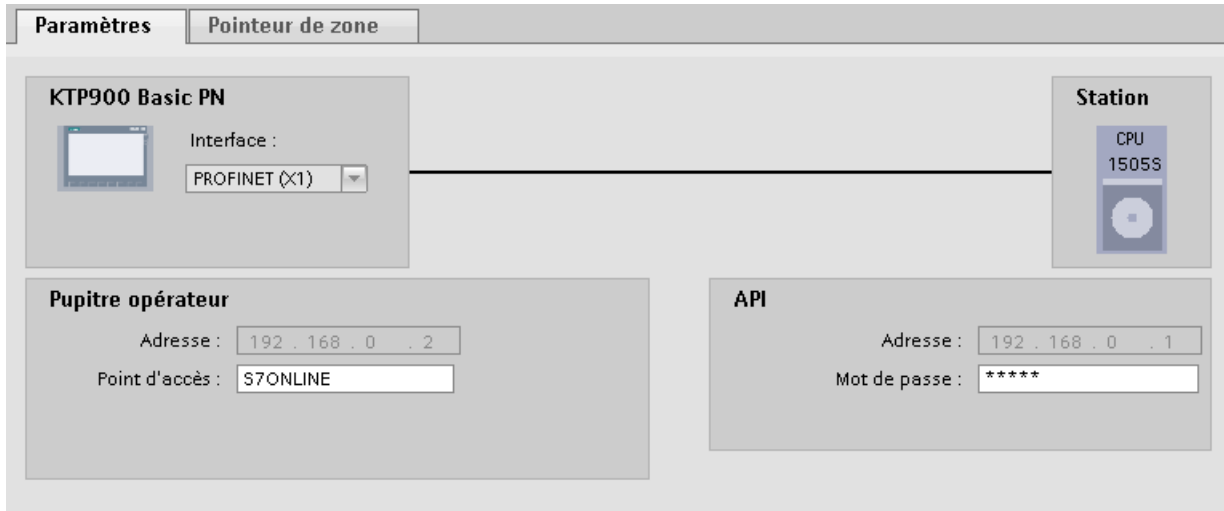 Paramètres
Pointeur de zone
KTP900 Basic PN
Interface :
PROFINET (X1)
Station
CPU
1505S
Pupitre opérateur
Adresse : 192 . 168 . 0 . 2
Point d'accès : S7ONLINE
API
Adresse : 192 . 168 . 0 . 1
Mot de passe : *****